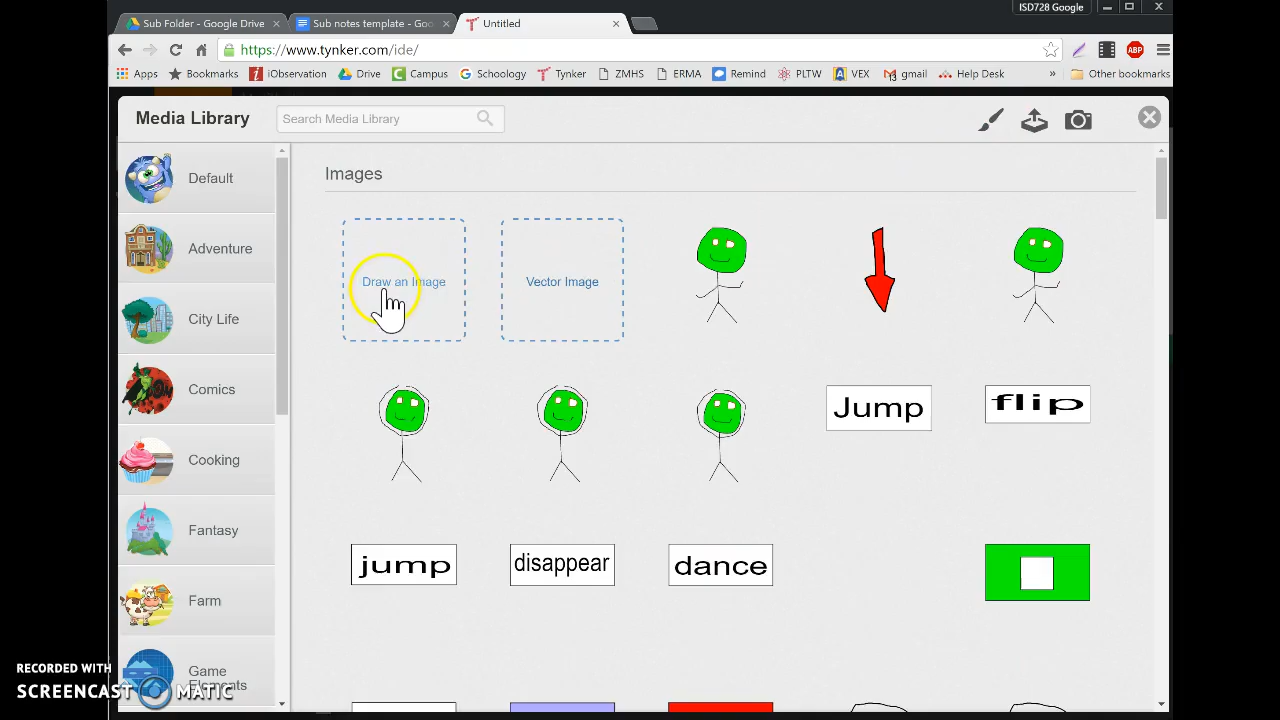 ISD728 Google
Sub Folder - Google Drive
Sub notes template - Goo
Untitled
https://www.tynker.com/ide/
Apps
Bookmarks
iObservation
Drive
Campus
Schoology
Tynker
ZMHS
ERMA
Remind
PLTW
VEX
gmail
Help Desk
»
Other bookmarks
ABP
Media Library
Search Media Library
Default
Adventure
City Life
Comics
Cooking
Fantasy
Farm
Game
Elements
Images
Draw an Image
Vector Image
Jump
flip
jump
disappear
dance
RECORDED WITH
SCREENCAST MATIC